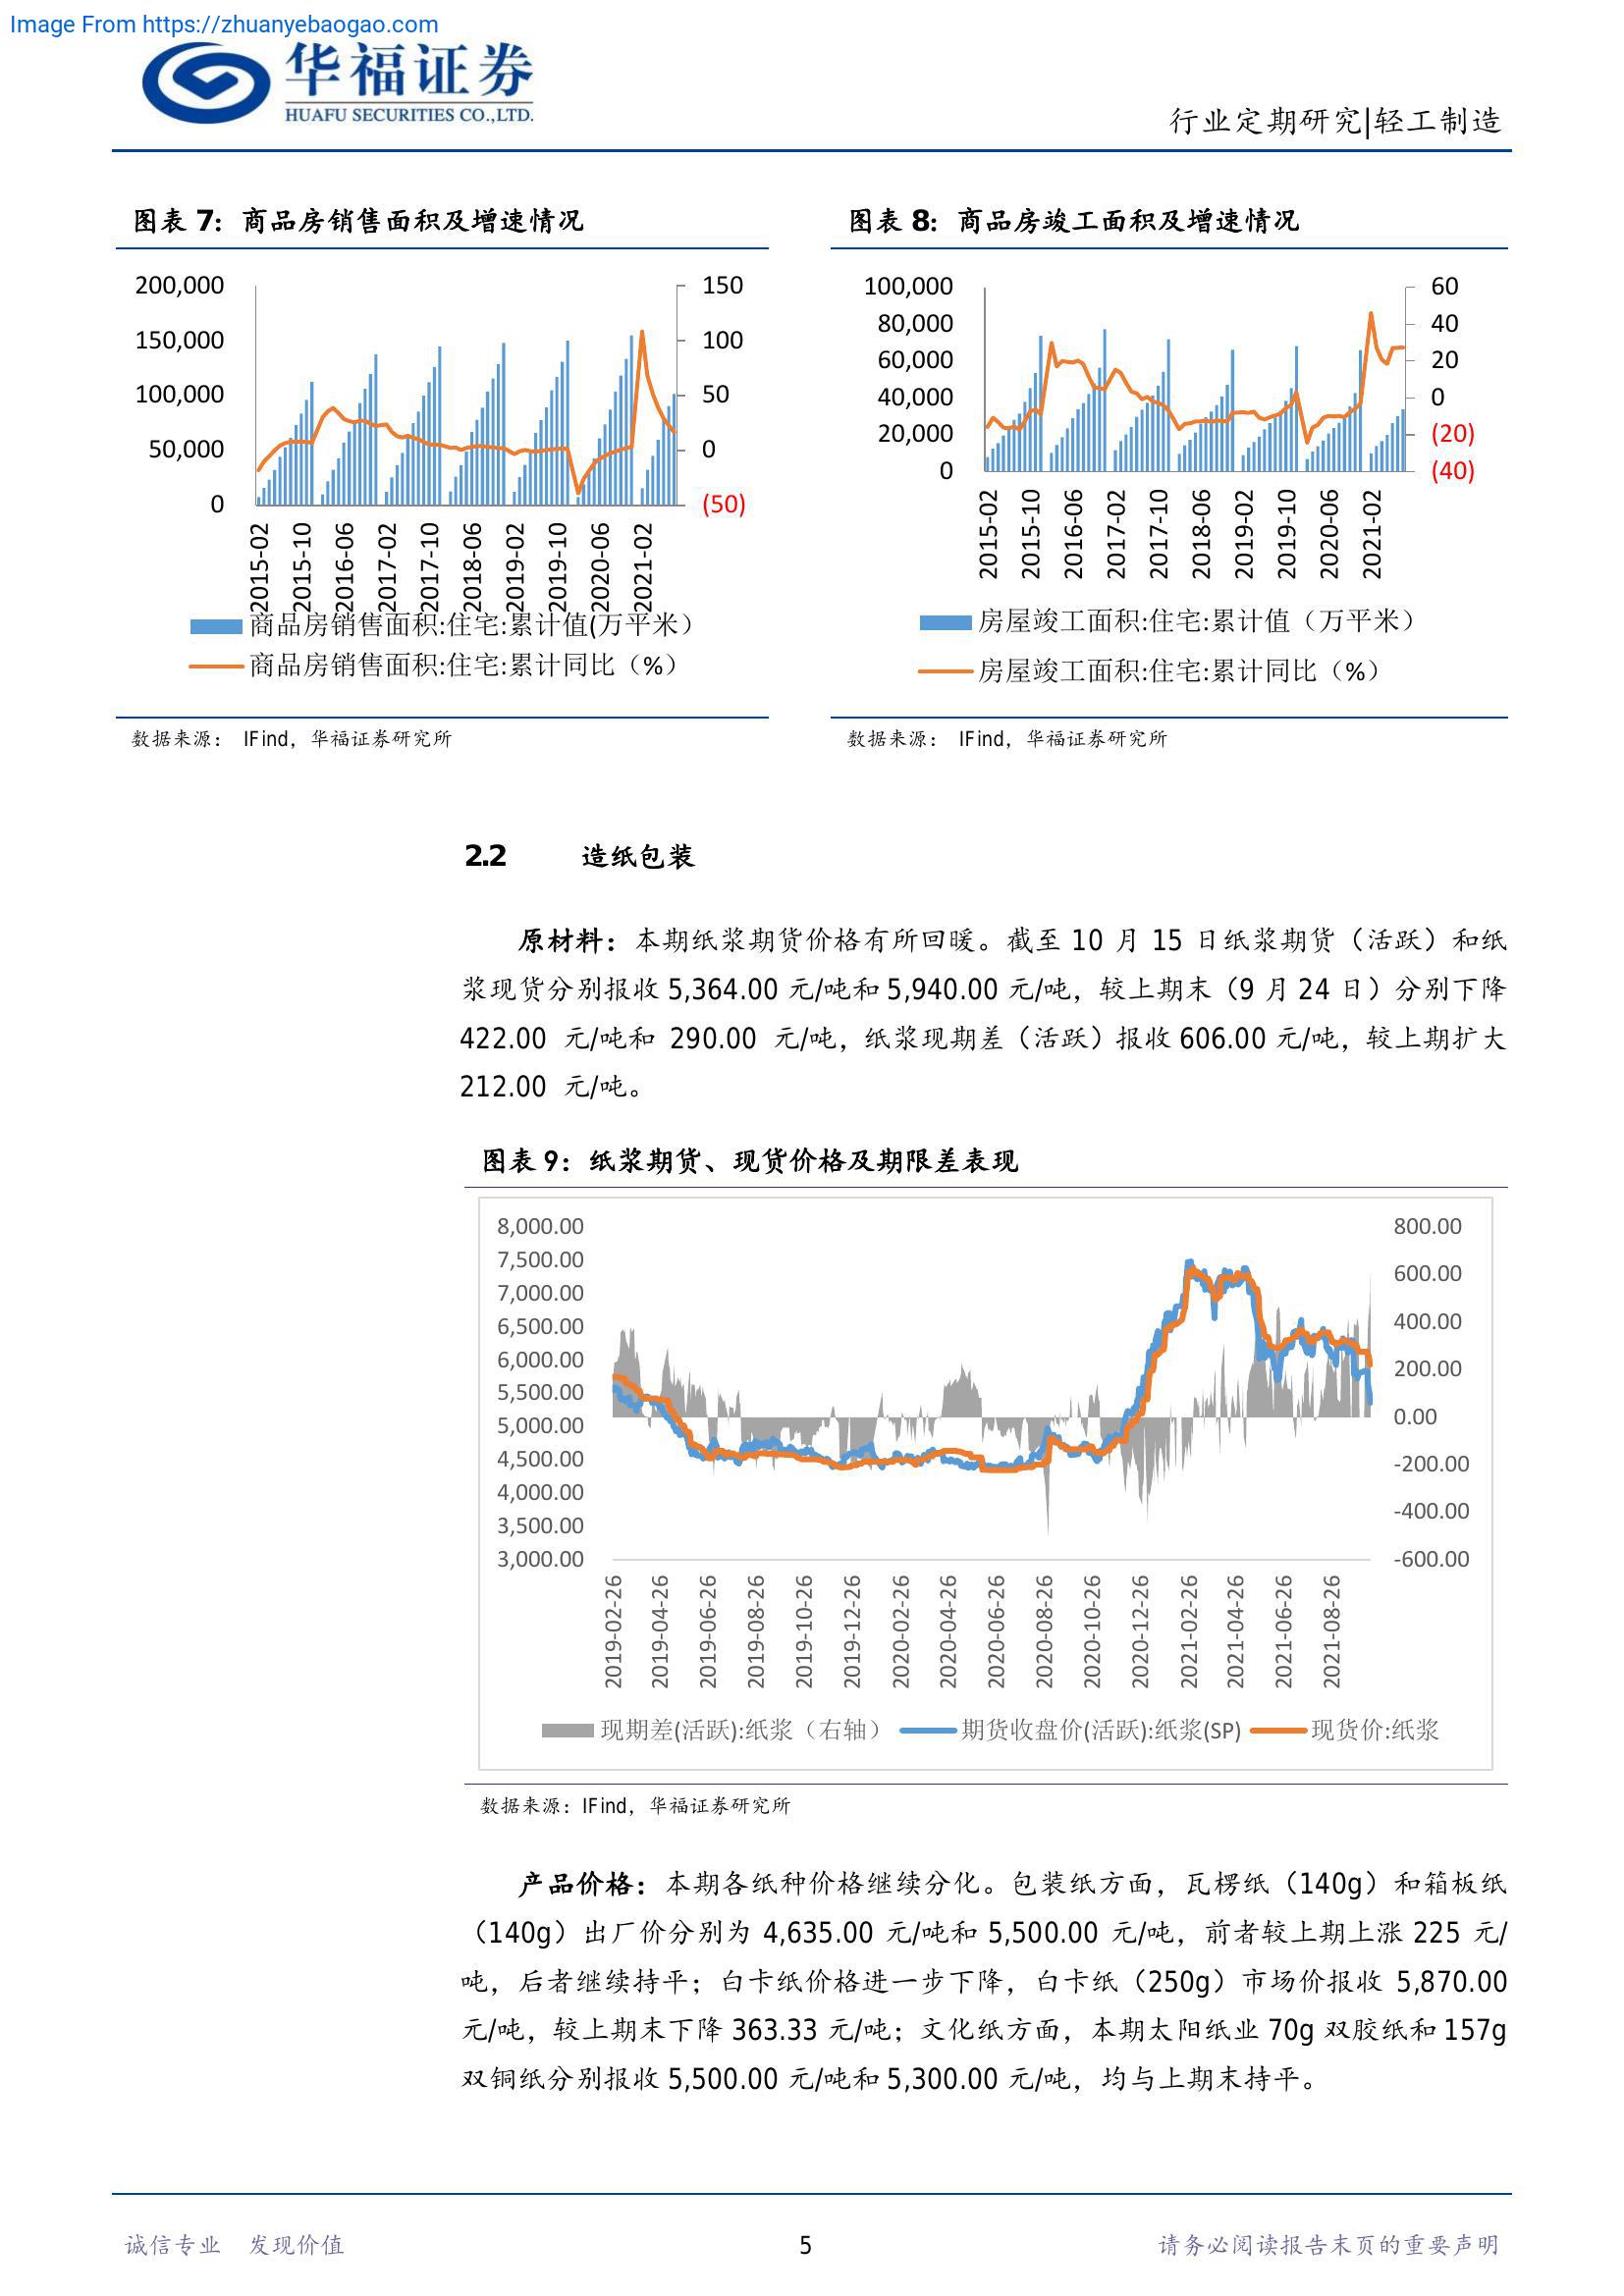 Image From https://zhuanyebaogao.com
华福证券
HUAFU SECURITIES CO.,LTD.
行业定期研究|轻工制造
图表 7：商品房销售面积及增速情况
图表 8：商品房竣工面积及增速情况
200,000
150,000
100,000
50,000
0
150
100
50
0
(50)
2015-02
2015-10
2016-06
2017-02
2017-10
2018-06
2019-02
2019-10
2020-06
2021-02
商品房销售面积:住宅:累计值(万平米）
商品房销售面积:住宅:累计同比（%）
100,000
80,000
60,000
40,000
20,000
0
60
40
20
0
(20)
(40)
2015-02
2015-10
2016-06
2017-02
2017-10
2018-06
2019-02
2019-10
2020-06
2021-02
房屋竣工面积:住宅:累计值（万平米）
房屋竣工面积:住宅:累计同比（%）
数据来源： IFind，华福证券研究所
数据来源： IFind，华福证券研究所
2.2 造纸包装
原材料：本期纸浆期货价格有所回暖。截至 10 月 15 日纸浆期货（活跃）和纸
浆现货分别报收 5,364.00 元/吨和 5,940.00 元/吨，较上期末（9 月 24 日）分别下降
422.00 元/吨和 290.00 元/吨，纸浆现期差（活跃）报收 606.00 元/吨，较上期扩大
212.00 元/吨。
图表 9：纸浆期货、现货价格及期限差表现
8,000.00
7,500.00
7,000.00
6,500.00
6,000.00
5,500.00
5,000.00
4,500.00
4,000.00
3,500.00
3,000.00
800.00
600.00
400.00
200.00
0.00
-200.00
-400.00
-600.00
2019-02-26
2019-04-26
2019-06-26
2019-08-26
2019-10-26
2019-12-26
2020-02-26
2020-04-26
2020-06-26
2020-08-26
2020-10-26
2020-12-26
2021-02-26
2021-04-26
2021-06-26
2021-08-26
现期差(活跃):纸浆（右轴） 期货收盘价(活跃):纸浆(SP) 现货价:纸浆
数据来源：IFind，华福证券研究所
产品价格：本期各纸种价格继续分化。包装纸方面，瓦楞纸（140g）和箱板纸
（140g）出厂价分别为 4,635.00 元/吨和 5,500.00 元/吨，前者较上期上涨 225 元/
吨，后者继续持平；白卡纸价格进一步下降，白卡纸（250g）市场价报收 5,870.00
元/吨，较上期末下降 363.33 元/吨；文化纸方面，本期太阳纸业 70g 双胶纸和 157g
双铜纸分别报收 5,500.00 元/吨和 5,300.00 元/吨，均与上期末持平。
诚信专业 发现价值
5
请务必阅读报告末页的重要声明